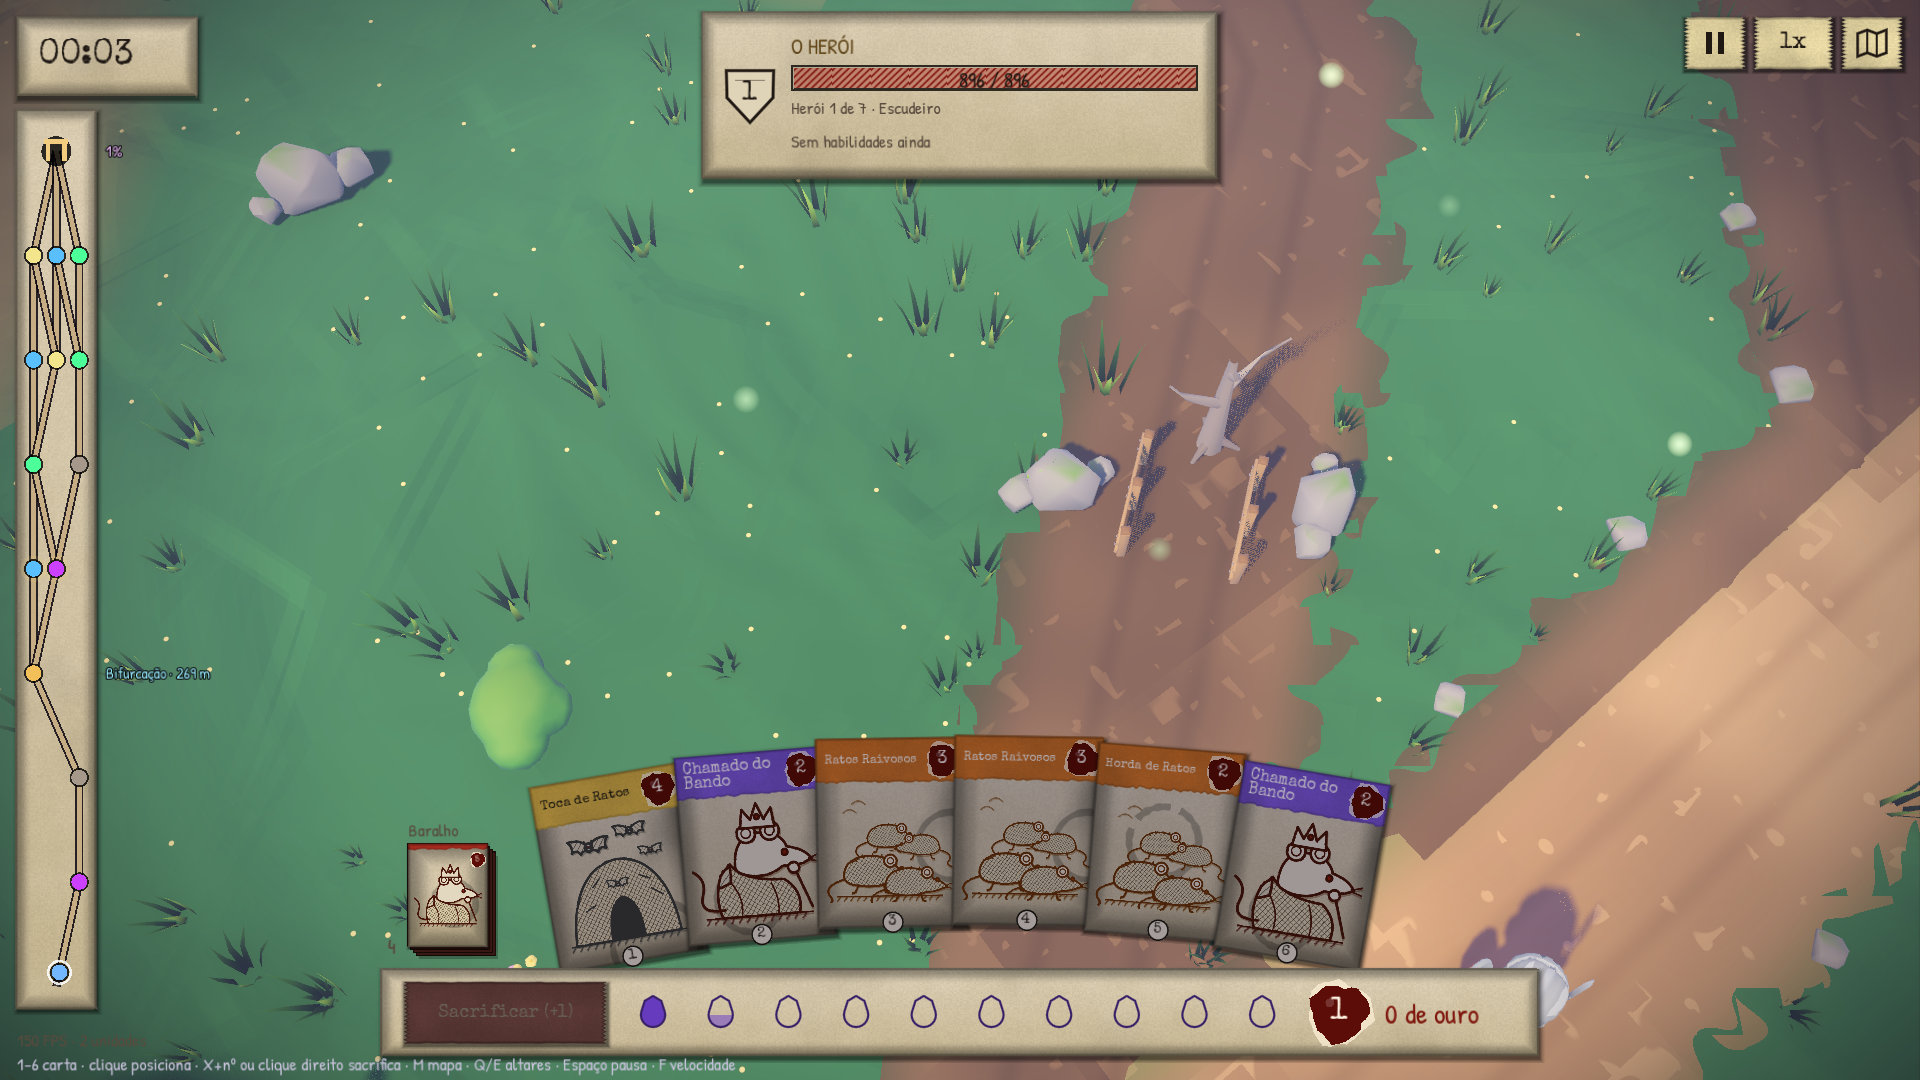 00:03
O HERÓI
1
896 / 896
Herói 1 de 7 · Escudeiro
Sem habilidades ainda
1x
1%
Bifurcação · 269 m
Baralho
4
Toca de Ratos
4
1
Chamado do Bando
2
2
Ratos Raivosos
3
3
Ratos Raivosos
3
4
Horda de Ratos
2
5
Chamado do Bando
2
6
Sacrificar (+1)
1
0 de ouro
1-6 carta · clique posiciona · X+nº ou clique direito sacrifica · M mapa · Q/E altares · Espaço pausa · F velocidade